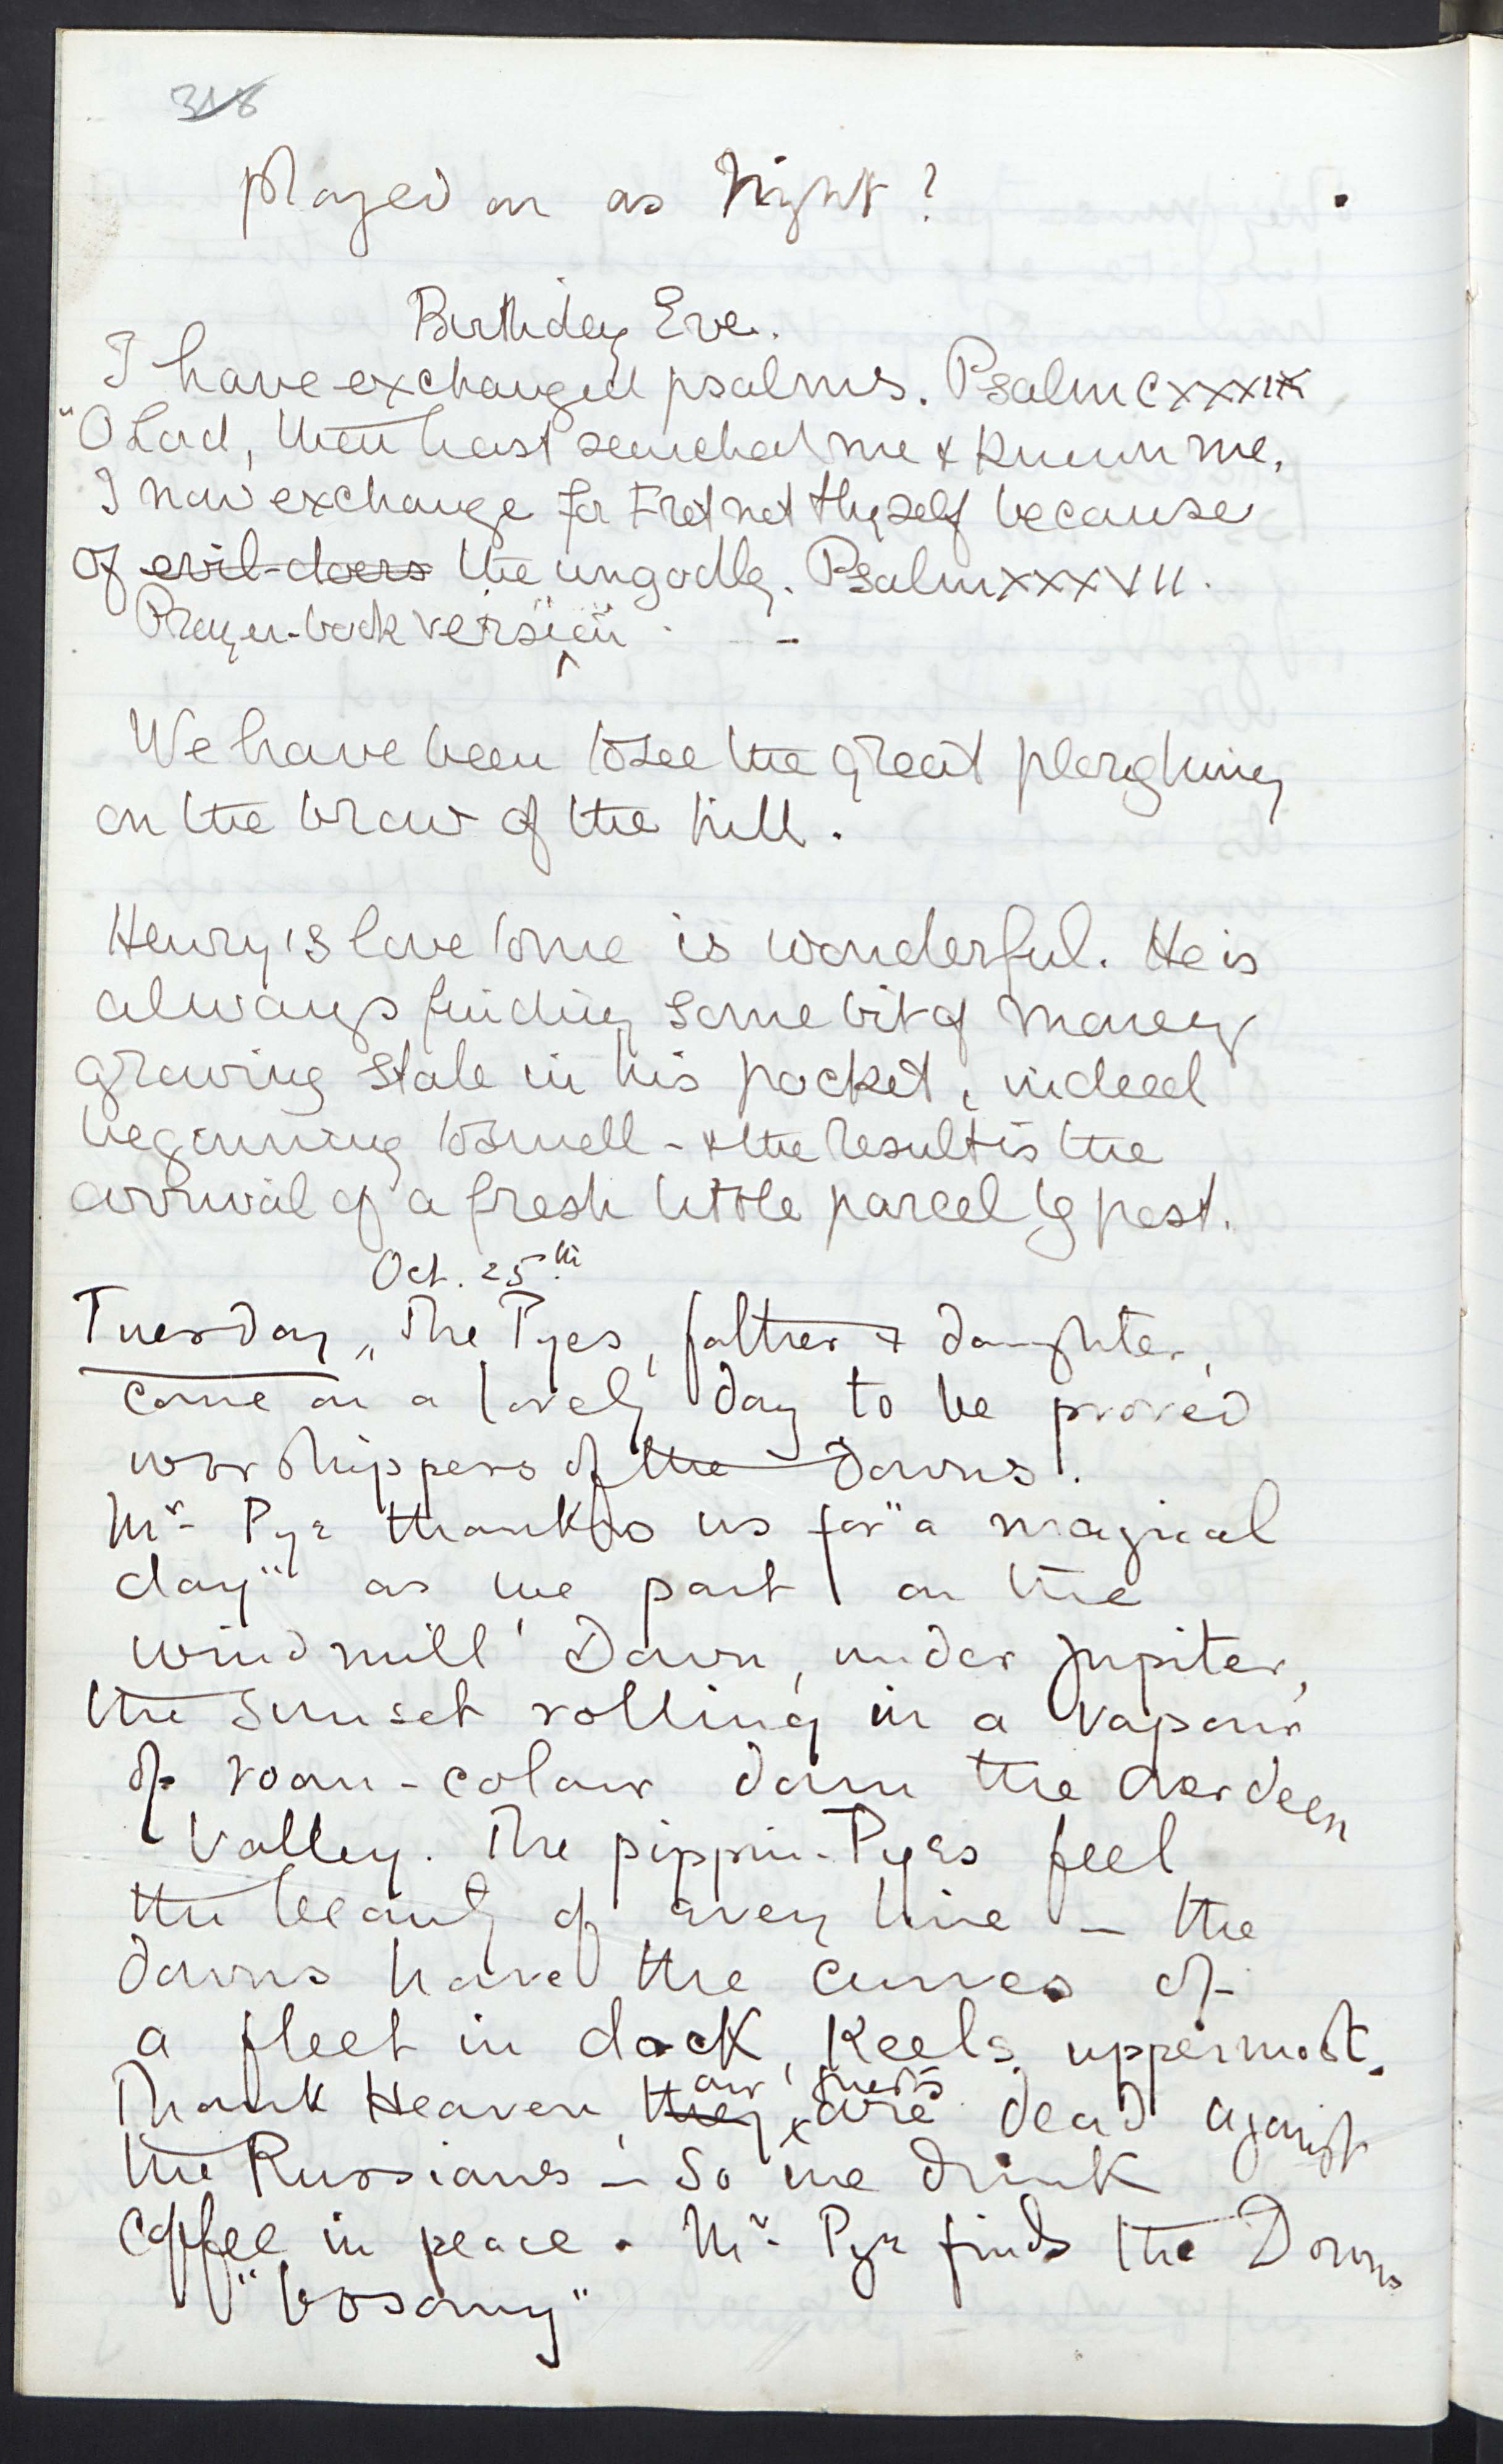 318
played on as Night?
Birthday Eve.
I have exchanged psalms. Psalm CXXXIX
"O Lord, thou hast searched me & known me.
I now exchange for Fret not thyself because
of evil-doers the ungodly. Psalm XXXVII.
Prayer-book version
We have been to see the great ploughing
on the brow of the hill.
Henry's love to me is wonderful. He is
always finding some bit of money
growing stale in his pocket, indeed
beginning to smell - & the result is the
arrival of a fresh little parcel by post.
Oct. 25th
Tuesday, The Pyes, father & daughter,
come on a lovely day to be proved
worshippers of the Downs.
Mr Pye thanks us for "a magical
day" as we part on the
windmill Down, under Jupiter,
the sunset rolling in a vapour
of roan-colour down the Overdeen
Valley. The pippin-Pyes feel
the beauty of every line - the
downs have the curves of
a fleet in dock, keels uppermost.
our guests
Thank Heaven, they are dead against
the Russians - So we drink
coffee in peace. Mr Pye finds the Downs
"bosomy"